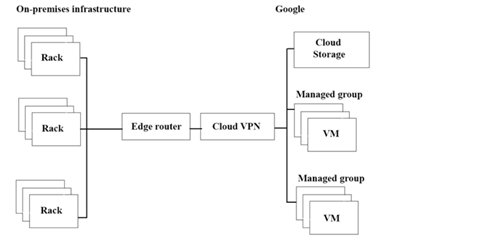 On-premises infrastructure
Google
Rack
Cloud
Storage
Managed group
Rack
Edge router
Cloud VPN
VM
Managed group
Rack
VM